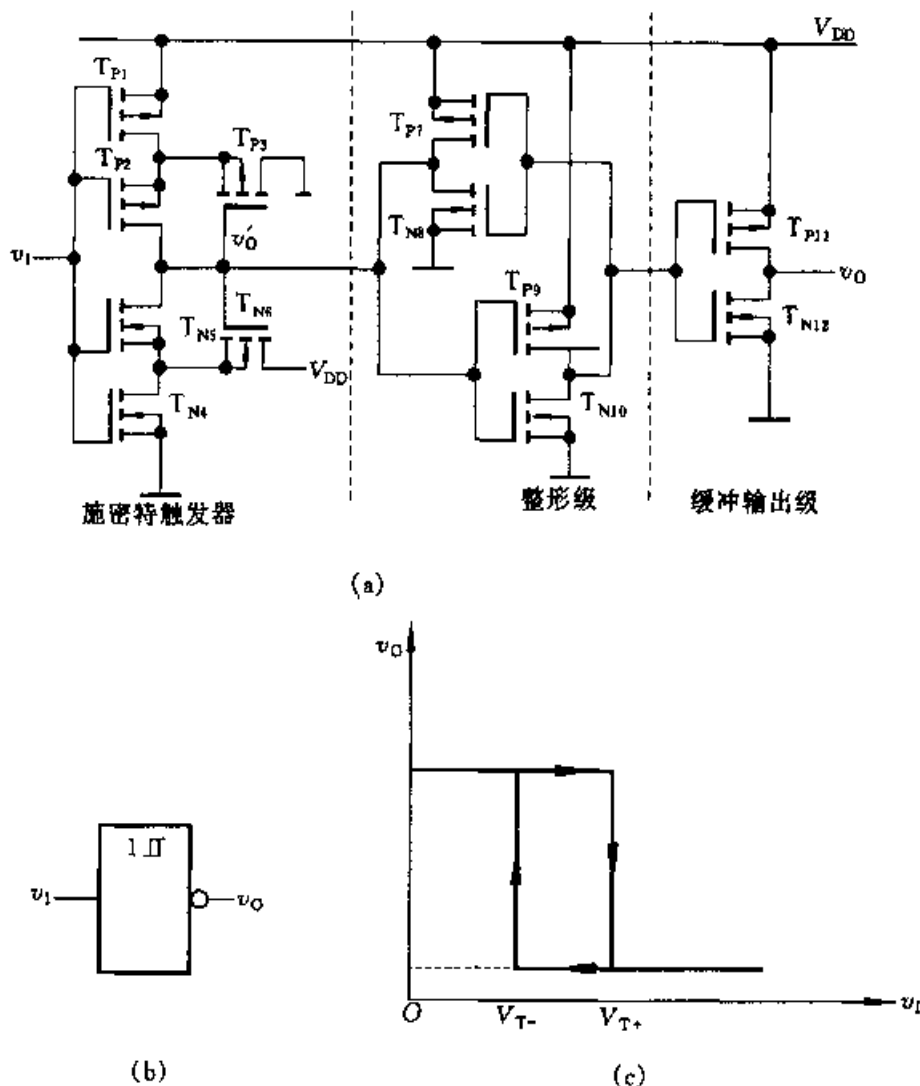 V_DD
T_P1
T_P2
T_P3
v_I
v′_O
T_N5
T_N6
V_DD
T_N4
T_P7
T_N8
T_P9
T_N10
T_P11
v_O
T_N12
施密特触发器
整形级
缓冲输出级
(a)
v_I
1
v_O
(b)
v_O
O
V_T-
V_T+
v_I
(c)